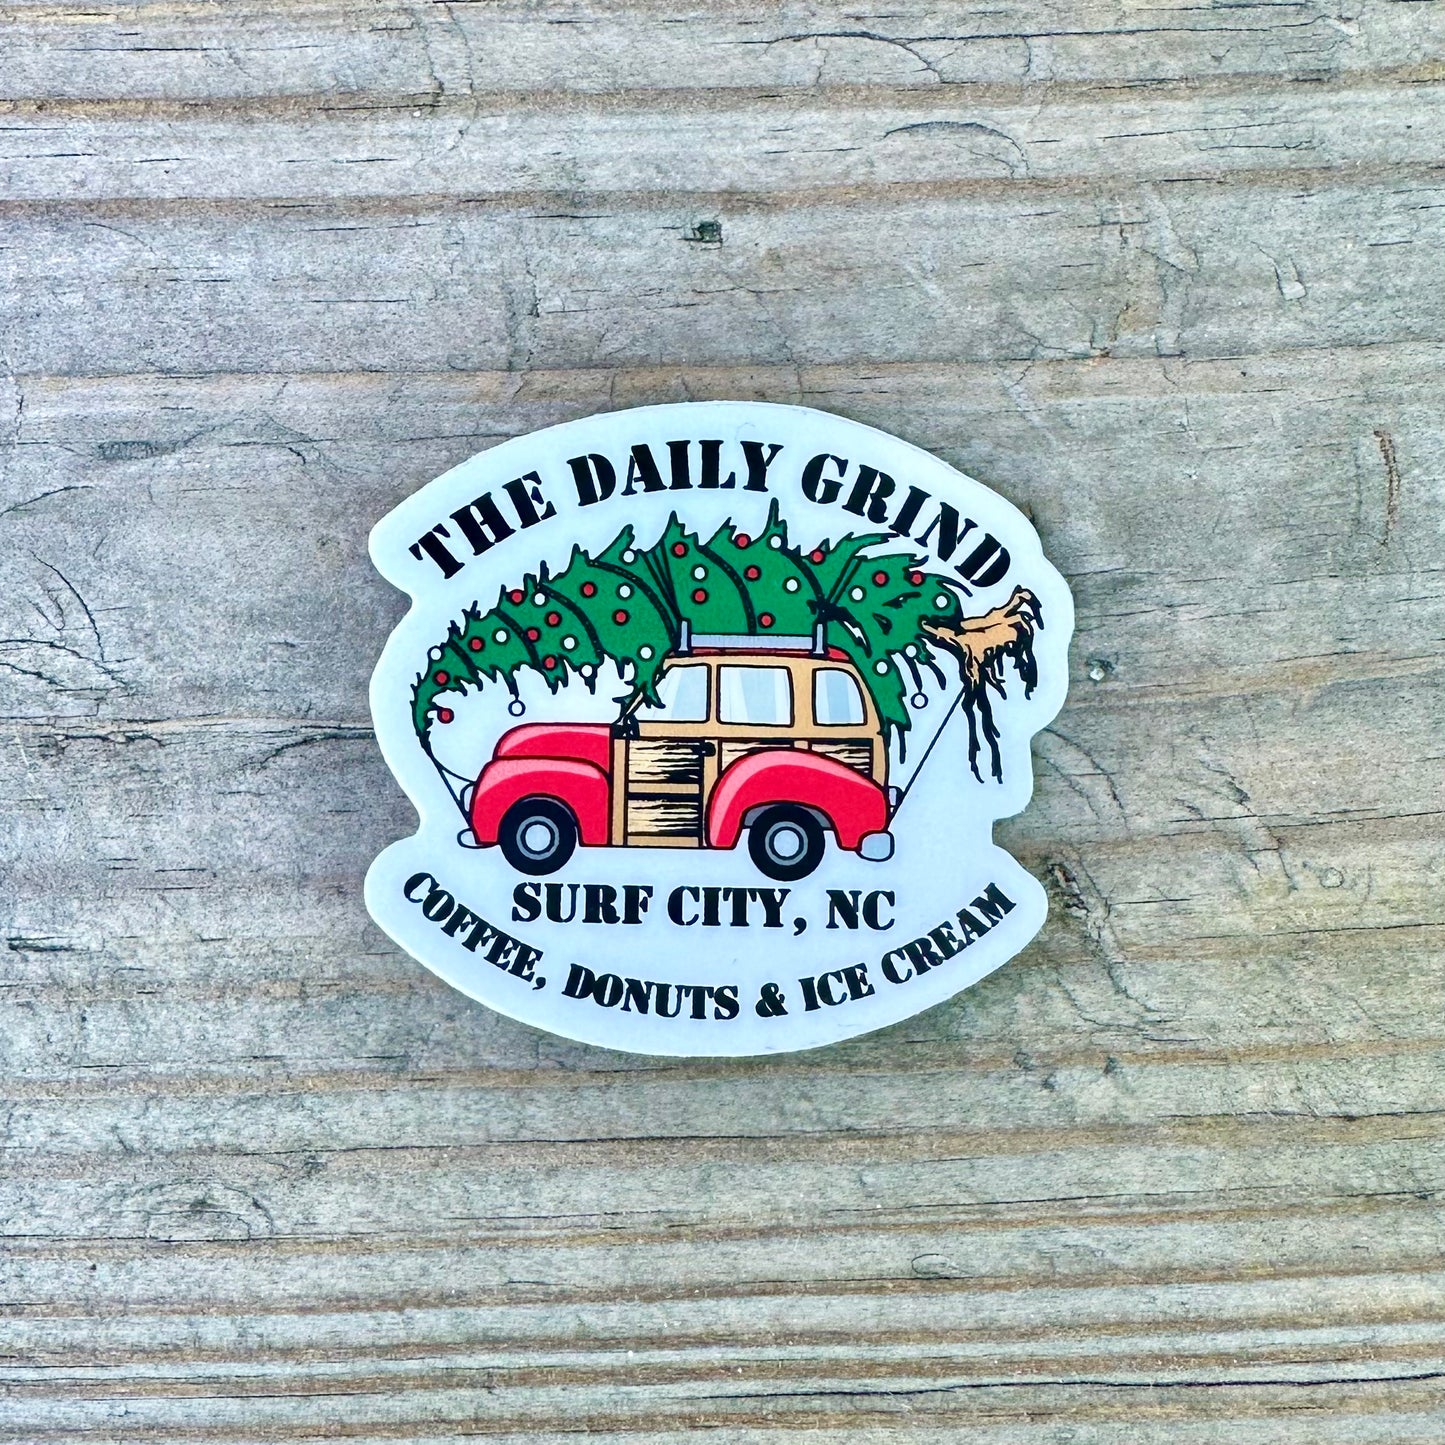 THE DAILY GRIND
SURF CITY, NC
COFFEE, DONUTS & ICE CREAM